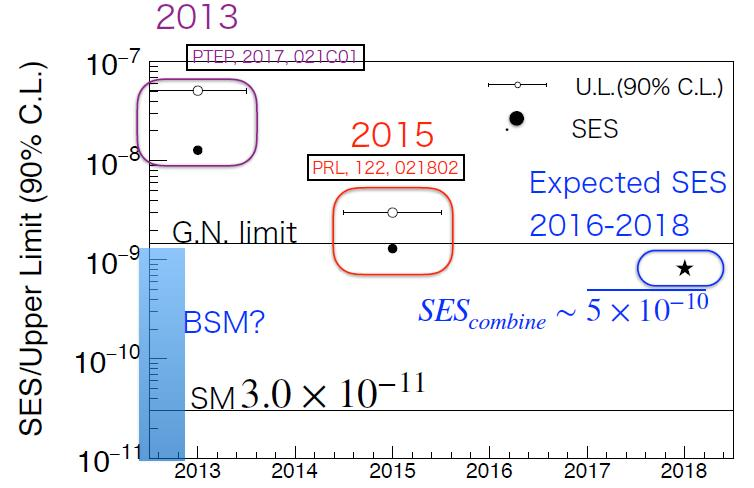 2013
PTEP, 2017, 021C01
10⁻⁷
U.L.(90% C.L.)
SES
2015
PRL, 122, 021802
10⁻⁸
Expected SES
2016-2018
G.N. limit
10⁻⁹
BSM?
SES_combine ~ 5 × 10⁻¹⁰
10⁻¹⁰
SM 3.0 × 10⁻¹¹
10⁻¹¹
2013 2014 2015 2016 2017 2018
SES/Upper Limit (90% C.L.)